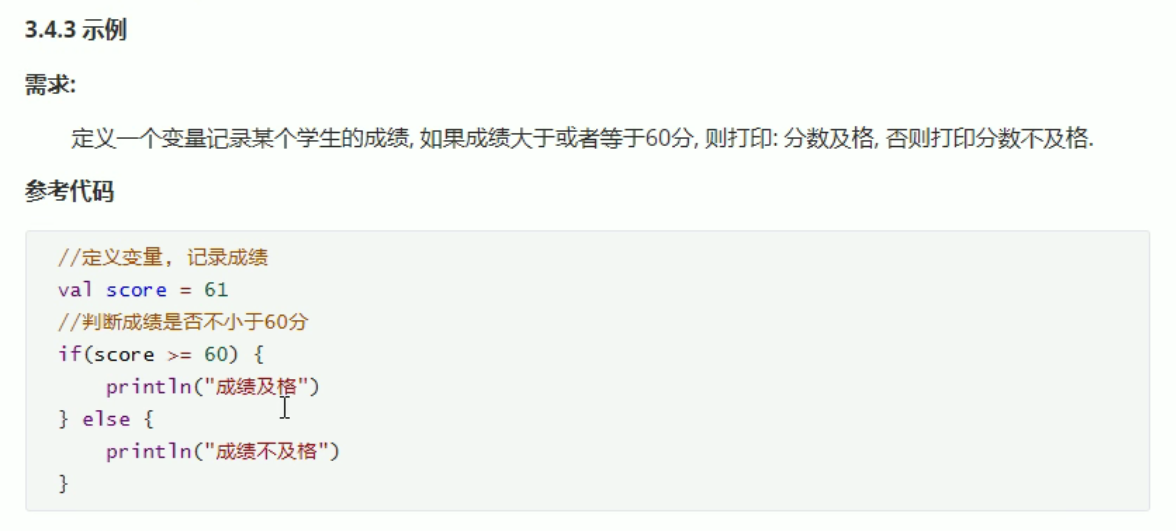 3.4.3 示例
需求:
定义一个变量记录某个学生的成绩, 如果成绩大于或者等于60分, 则打印: 分数及格, 否则打印分数不及格.
参考代码
//定义变量, 记录成绩
val score = 61
//判断成绩是否不小于60分
if(score >= 60) {
    println("成绩及格")
} else {
    println("成绩不及格")
}